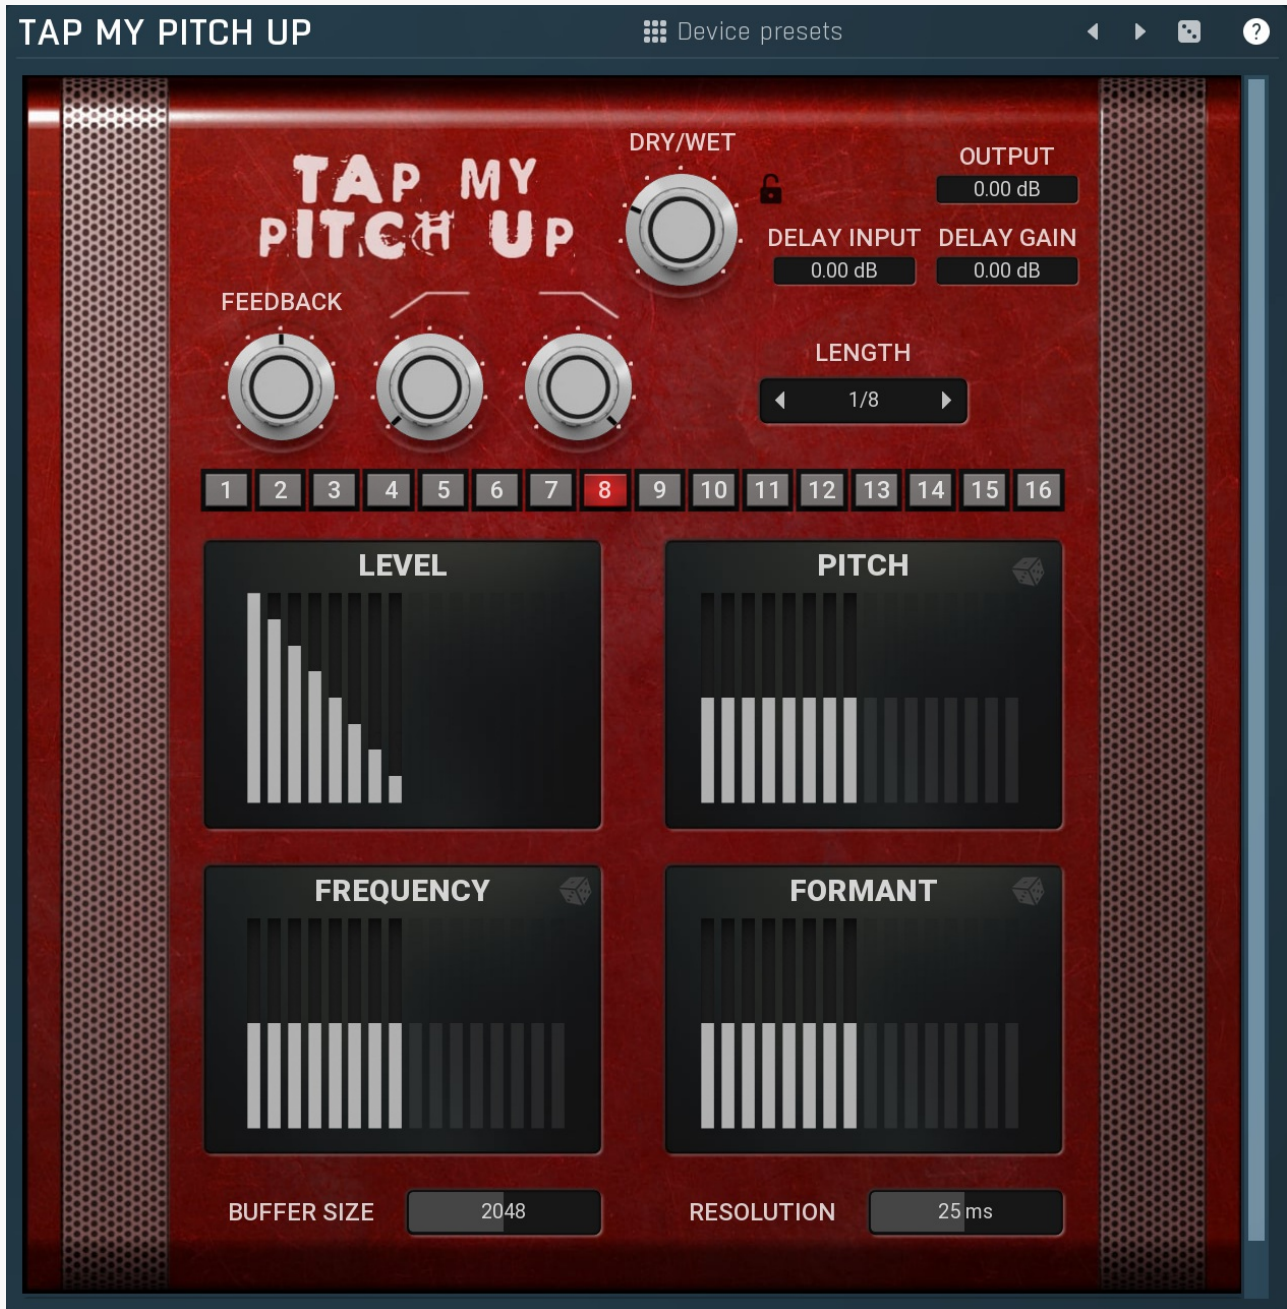 TAP MY PITCH UP
Device presets
?
TAP MY
PITCH UP
DRY/WET
OUTPUT
0.00 dB
DELAY INPUT
DELAY GAIN
0.00 dB
0.00 dB
FEEDBACK
LENGTH
1/8
1 2 3 4 5 6 7 8 9 10 11 12 13 14 15 16
LEVEL
PITCH
FREQUENCY
FORMANT
BUFFER SIZE
2048
RESOLUTION
25 ms